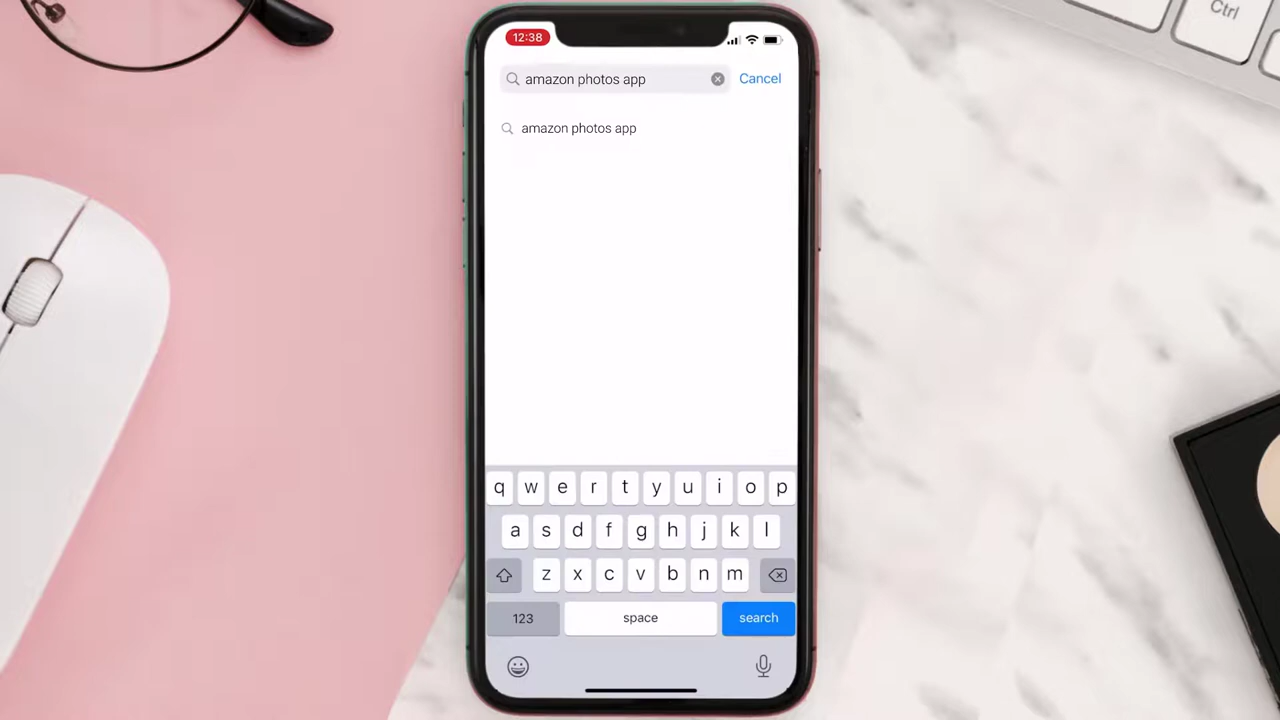 Ctrl
12:38
amazon photos app
Cancel
amazon photos app
q w e r t y u i o p
a s d f g h j k l
z x c v b n m
123 space search